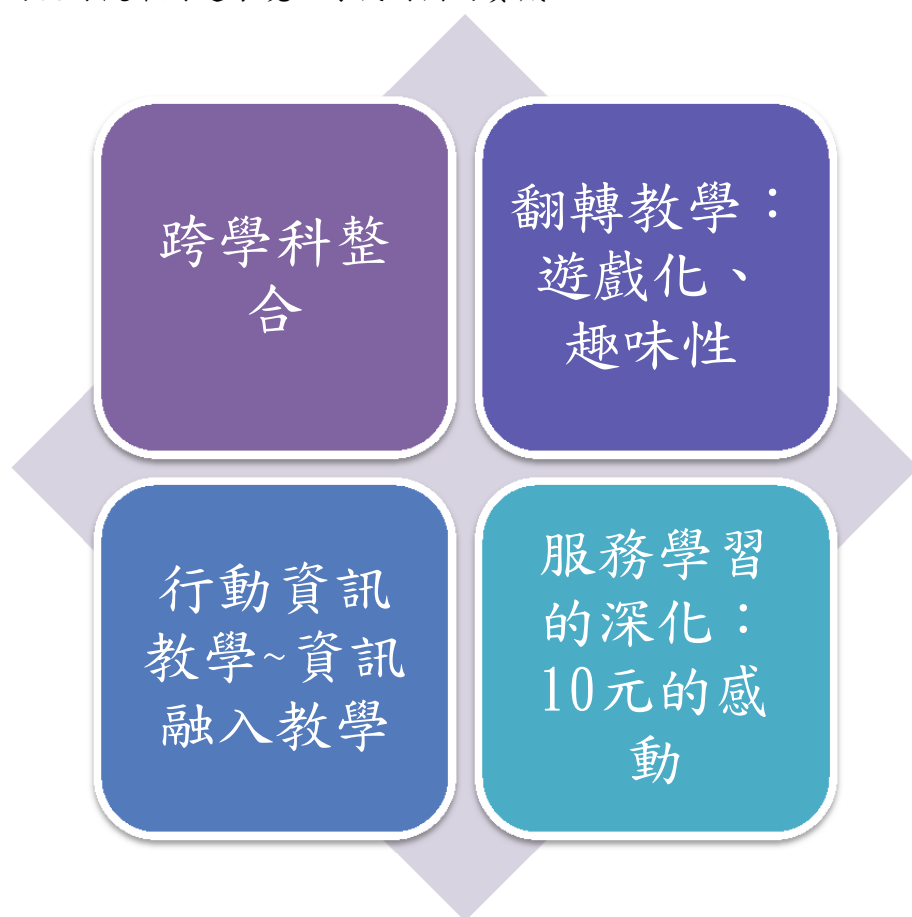 跨學科整
合
翻轉教學：
遊戲化、
趣味性
行動資訊
教學~資訊
融入教學
服務學習
的深化：
10元的感
動